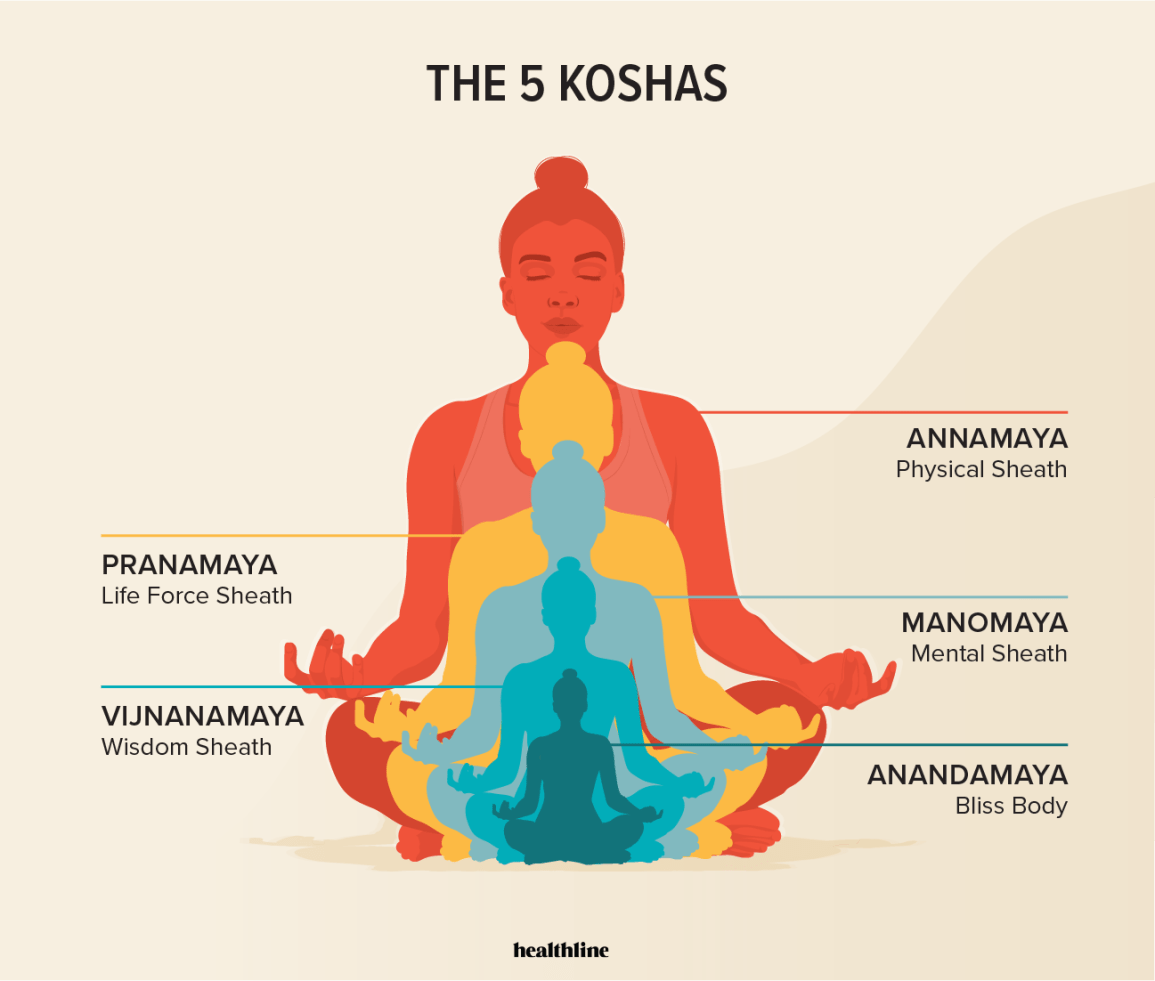 THE 5 KOSHAS
ANNAMAYA
Physical Sheath
PRANAMAYA
Life Force Sheath
MANOMAYA
Mental Sheath
VIJNANAMAYA
Wisdom Sheath
ANANDAMAYA
Bliss Body
healthline